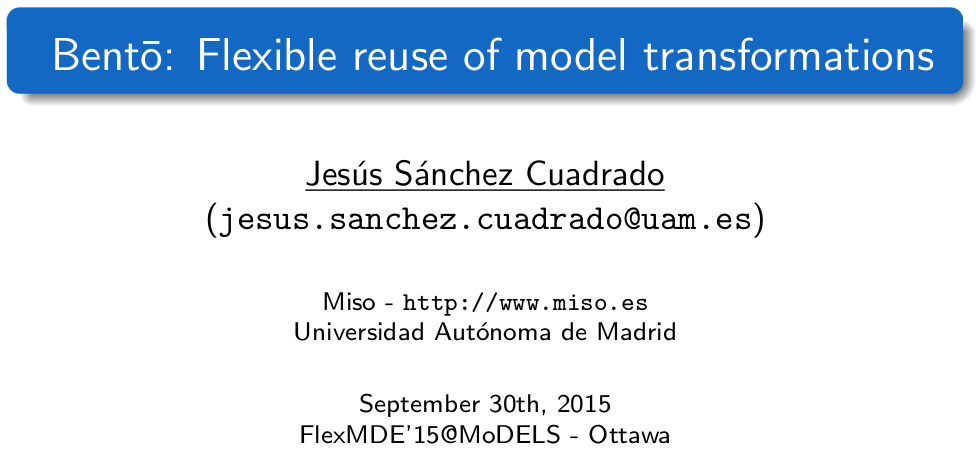 Bentō: Flexible reuse of model transformations
Jesús Sánchez Cuadrado
(jesus.sanchez.cuadrado@uam.es)
Miso - http://www.miso.es
Universidad Autónoma de Madrid
September 30th, 2015
FlexMDE'15@MoDELS - Ottawa